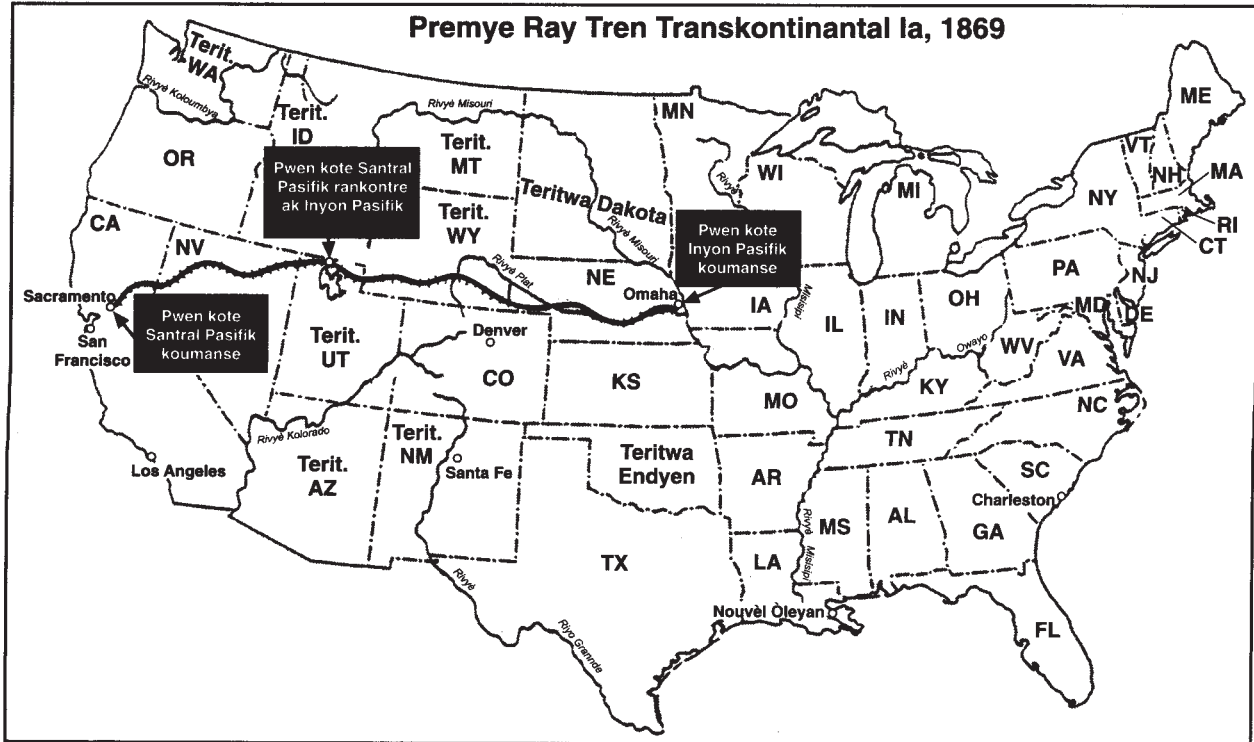 Premye Ray Tren Transkontinantal la, 1869
Terit.
WA
Rivyè Koloumbya
OR
Terit.
ID
Rivyè Misouri
Terit.
MT
Pwen kote Santral
Pasifik rankontre
ak Inyon Pasifik
Terit.
WY
Teritwa Dakota
Rivyè Misouri
MN
Rivyè
WI
MI
Pwen kote
Inyon Pasifik
koumanse
ME
VT
NH
MA
NY
RI
CT
CA
NV
Sacramento
San
Francisco
Pwen kote
Santral Pasifik
koumanse
Terit.
UT
Rivyè Plat
NE
Omaha
IA
Misisipi
IL
IN
OH
PA
NJ
MD
DE
WV
VA
Denver
CO
KS
MO
Rivyè Owayo
KY
NC
Los Angeles
Rivyè Kolorado
Terit.
AZ
Terit.
NM
Santa Fe
Teritwa
Endyen
TN
AR
SC
Charleston
MS
AL
GA
Rivyè Misisipi
LA
TX
Rivyè
Riyo Grannde
Nouvèl Òleyan
FL